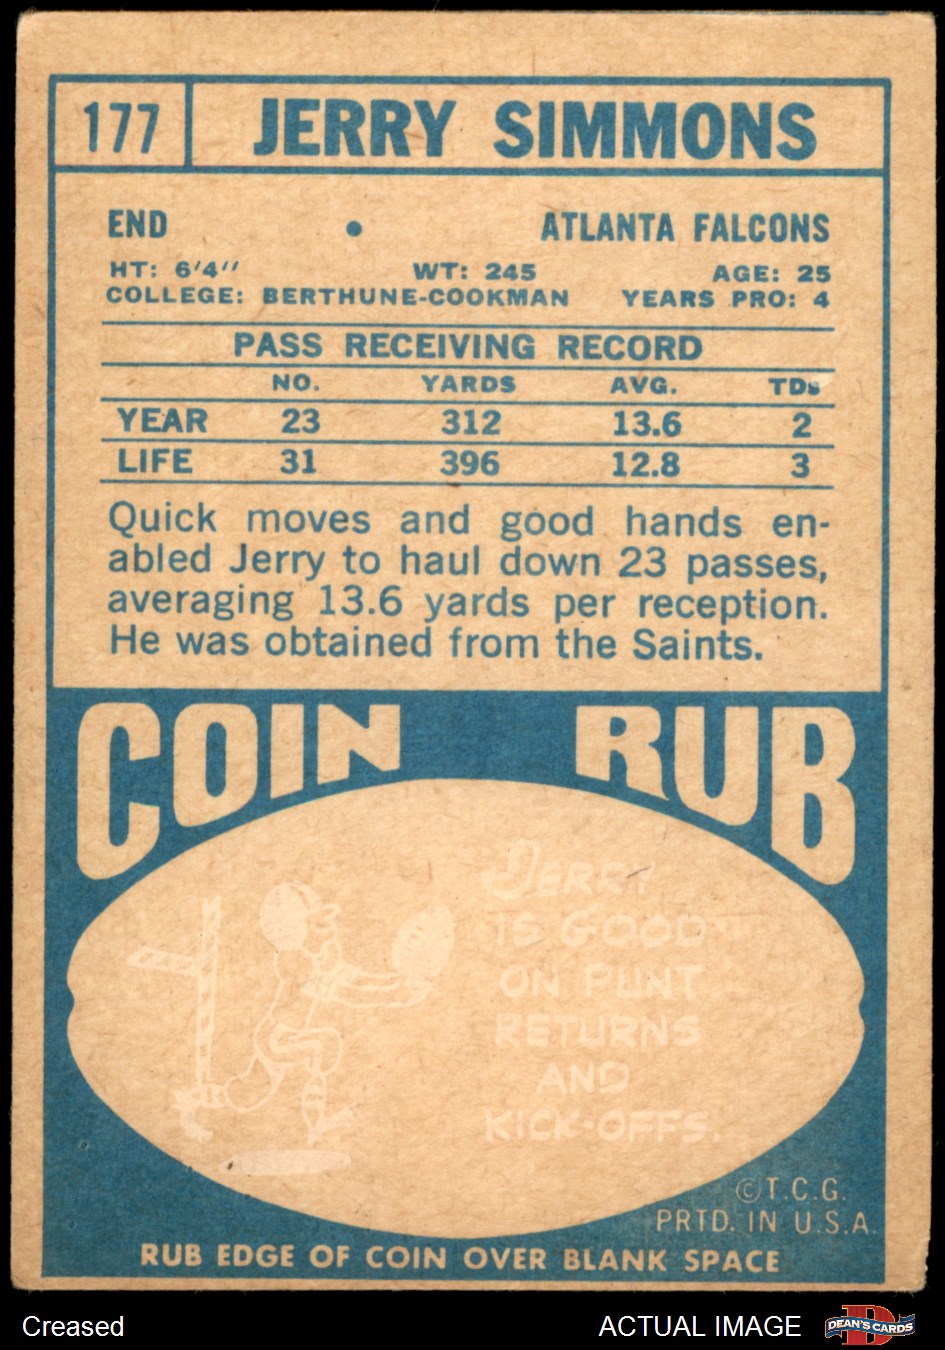 177 JERRY SIMMONS
END • ATLANTA FALCONS
HT: 6'4'' WT: 245 AGE: 25
COLLEGE: BERTHUNE-COOKMAN YEARS PRO: 4
PASS RECEIVING RECORD
NO. YARDS AVG. TDs
YEAR 23 312 13.6 2
LIFE 31 396 12.8 3
Quick moves and good hands en-
abled Jerry to haul down 23 passes,
averaging 13.6 yards per reception.
He was obtained from the Saints.
COIN RUB
JERRY
IS GOOD
ON PUNT
RETURNS
AND
KICK-OFFS.
©T.C.G.
PRTD. IN U.S.A.
RUB EDGE OF COIN OVER BLANK SPACE
Creased ACTUAL IMAGE DEAN'S CARDS